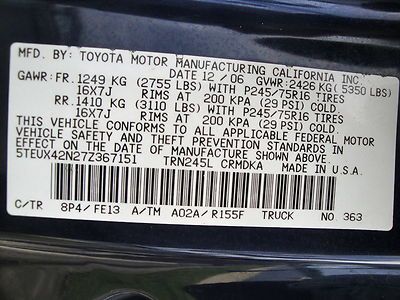 MFD. BY: TOYOTA MOTOR MANUFACTURING CALIFORNIA INC.
DATE 12 / 06 GVWR: 2426 KG (5350 LBS)
GAWR: FR. 1249 KG (2755 LBS) WITH P245/75R16 TIRES
16X7J RIMS AT 200 KPA (29 PSI) COLD
RR. 1410 KG (3110 LBS) WITH P245/75R16 TIRES
16X7J RIMS AT 200 KPA (29 PSI) COLD
THIS VEHICLE CONFORMS TO ALL APPLICABLE FEDERAL MOTOR
VEHICLE SAFETY AND THEFT PREVENTION STANDARDS IN
EFFECT ON THE DATE OF MANUFACTURE SHOWN ABOVE.
5TEUX42N27Z367151 TRN245L CRMDKA MADE IN U.S.A.
C/TR 8P4 / FE13 A/TM A02A / R155F TRUCK NO. 363